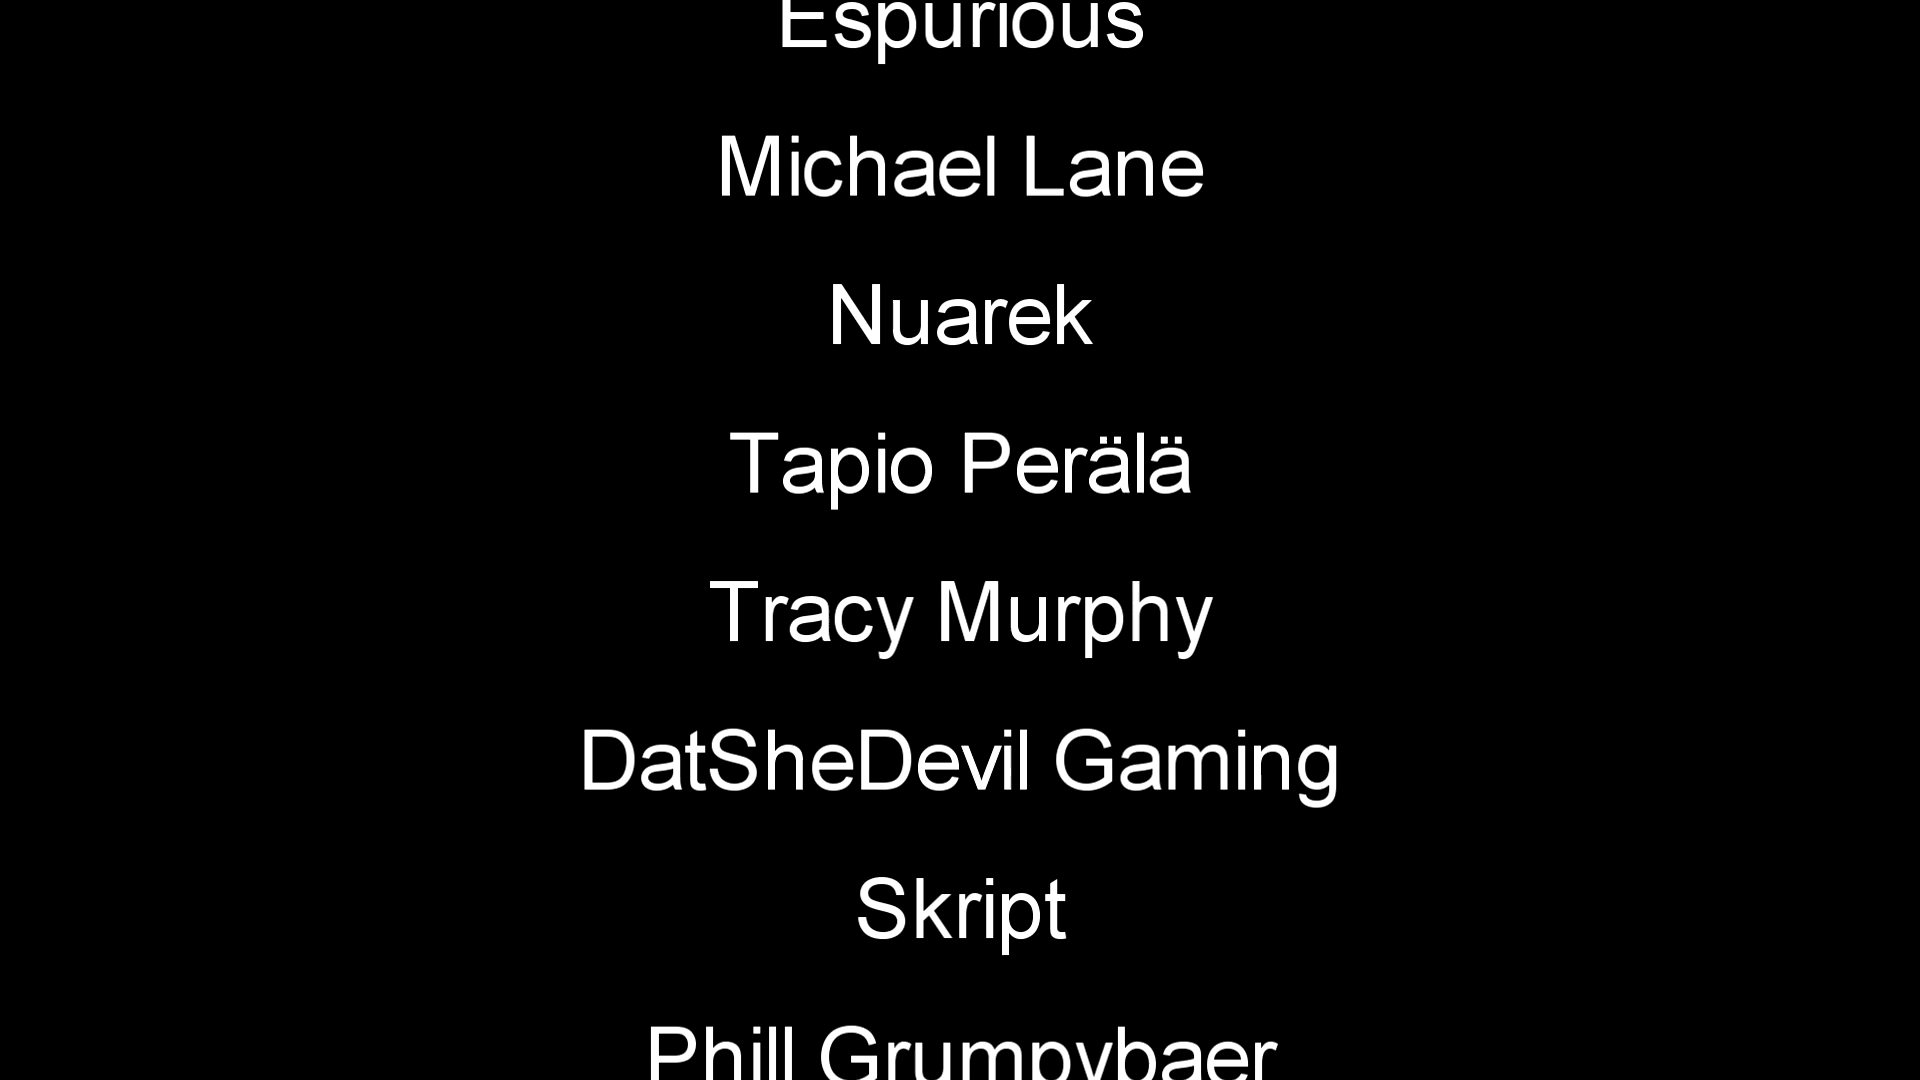 Espurious
Michael Lane
Nuarek
Tapio Perälä
Tracy Murphy
DatSheDevil Gaming
Skript
Phill Grumpybaer